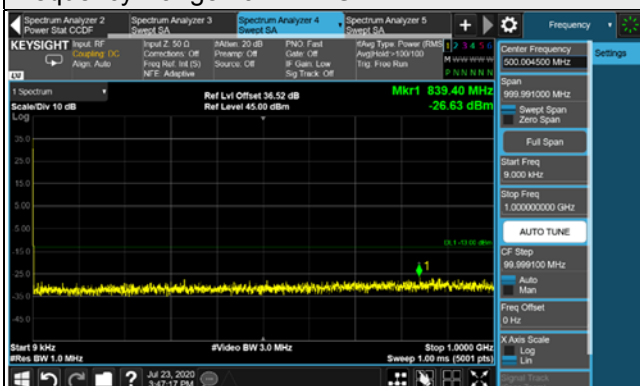 Spectrum Analyzer 2
Power Stat CCDF
Spectrum Analyzer 3
Swept SA
Spectrum Analyzer 4
Swept SA
Spectrum Analyzer 5
Swept SA
Frequency
KEYSIGHT
Input: RF
Coupling: DC
Align: Auto
Input Z: 50 Ω
Corrections: Off
Freq Ref: Int (S)
NFE: Adaptive
#Atten: 20 dB
Preamp: Off
Source: Off
PNO: Fast
Gate: Off
IF Gain: Low
Sig Track: Off
#Avg Type: Power (RMS
Avg|Hold:>100/100
Trig: Free Run
1 2 3 4 5 6
M W W W W W
P N N N N N
Center Frequency
500.004500 MHz
Settings
LXI
1 Spectrum
Scale/Div 10 dB
Log
Ref Lvl Offset 36.52 dB
Ref Level 45.00 dBm
Mkr1 839.40 MHz
-26.63 dBm
Span
999.991000 MHz
Swept Span
Zero Span
Full Span
Start Freq
9.000 kHz
Stop Freq
1.000000000 GHz
AUTO TUNE
CF Step
99.999100 MHz
Auto
Man
Freq Offset
0 Hz
X Axis Scale
Log
Lin
Signal Track
35.0
25.0
15.0
5.00
-5.00
-15.0
-25.0
-35.0
-45.0
DL1 -13.00 dBm
1
Start 9 kHz
#Res BW 1.0 MHz
#Video BW 3.0 MHz
Stop 1.0000 GHz
Sweep 1.00 ms (5001 pts)
Jul 23, 2020
3:47:17 PM